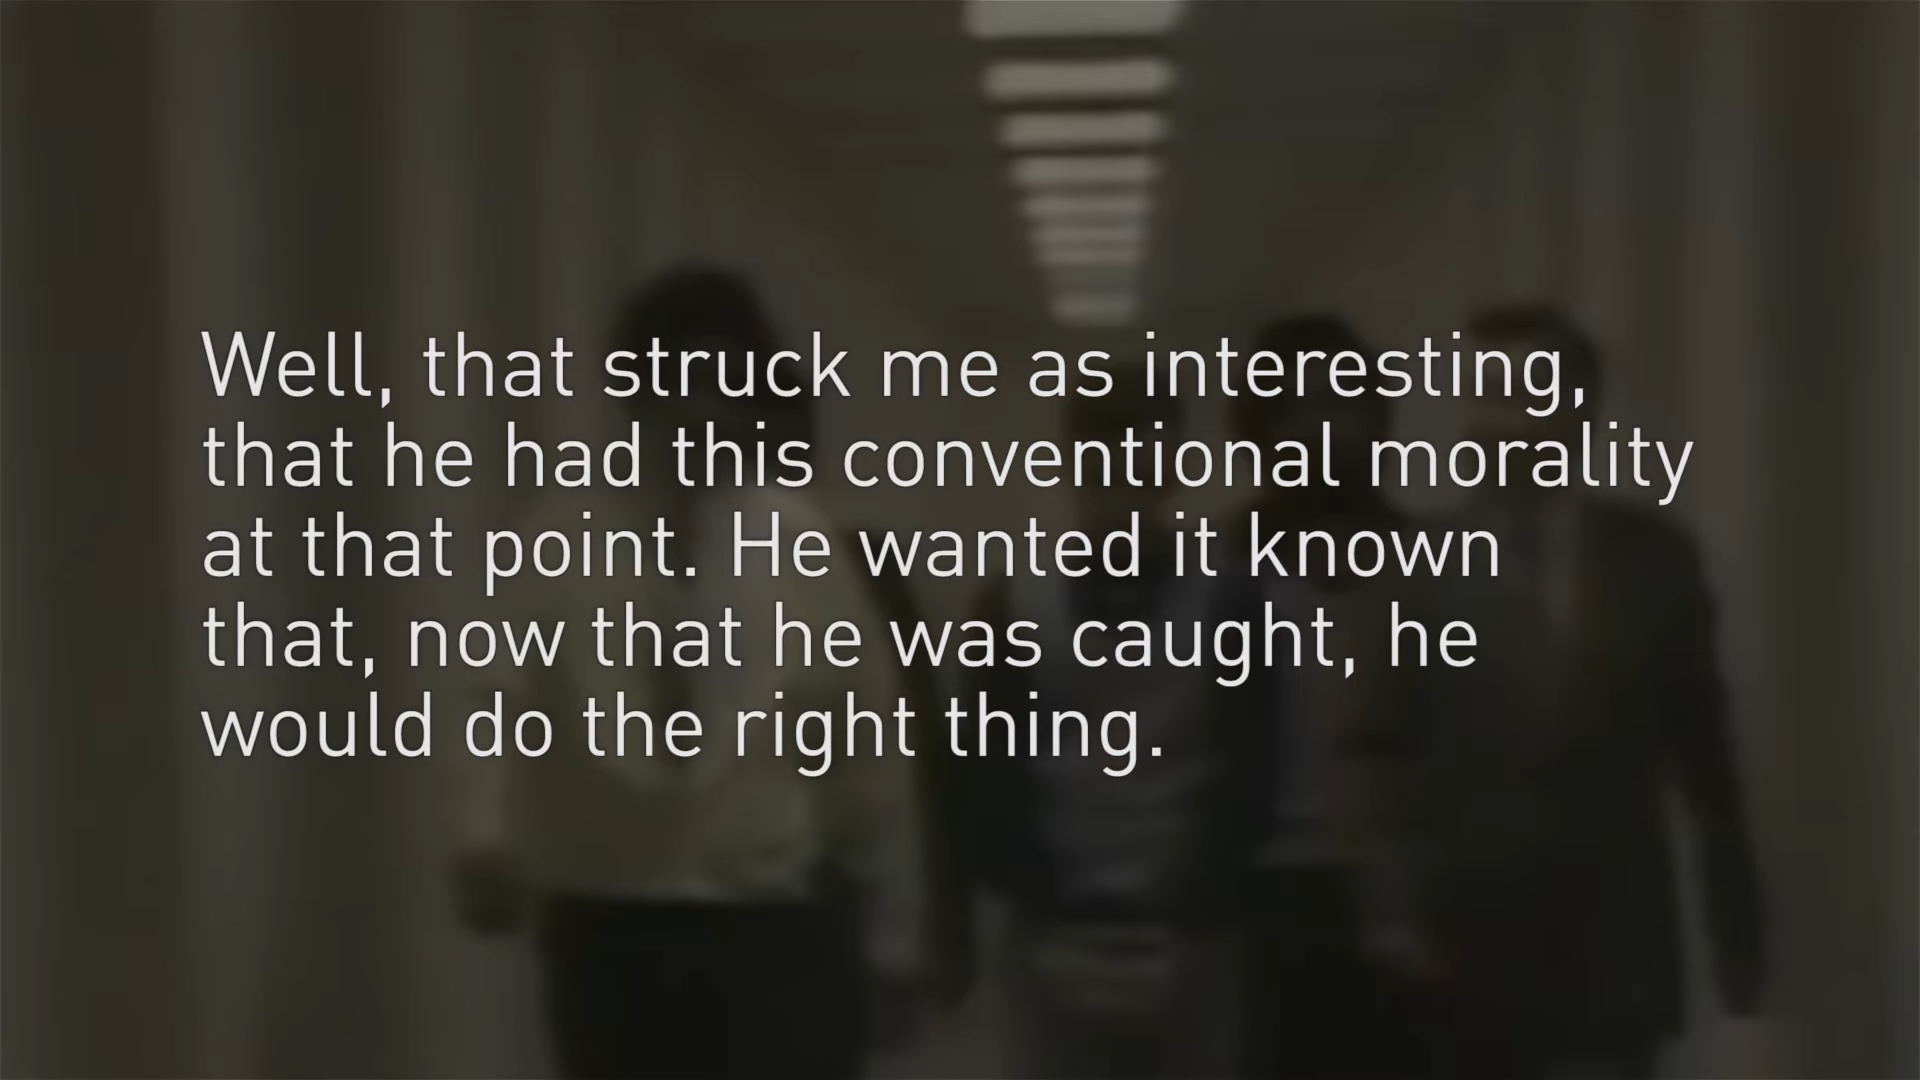 Well, that struck me as interesting,
that he had this conventional morality
at that point. He wanted it known
that, now that he was caught, he
would do the right thing.